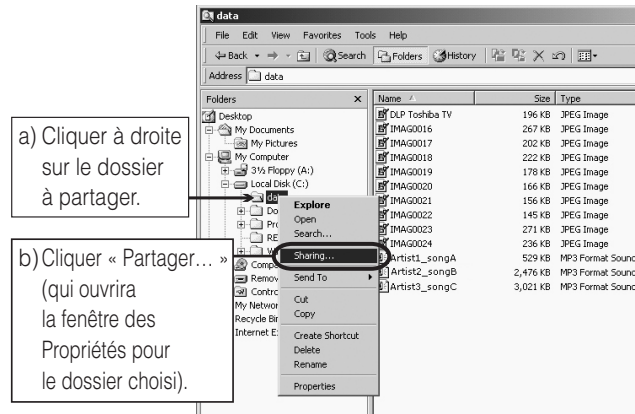 data
File Edit View Favorites Tools Help
Back Search Folders History
Address data
Folders
Desktop
My Documents
My Pictures
My Computer
3½ Floppy (A:)
Local Disk (C:)
Name Size Type
DLP Toshiba TV 196 KB JPEG Image
IMAG0016 267 KB JPEG Image
IMAG0017 202 KB JPEG Image
IMAG0018 222 KB JPEG Image
IMAG0019 178 KB JPEG Image
IMAG0020 166 KB JPEG Image
IMAG0021 156 KB JPEG Image
IMAG0022 145 KB JPEG Image
IMAG0023 271 KB JPEG Image
IMAG0024 236 KB JPEG Image
Artist1_songA 529 KB MP3 Format Sound
Artist2_songB 2,476 KB MP3 Format Sound
Artist3_songC 3,021 KB MP3 Format Sound
Explore
Open
Search...
Sharing...
Send To
Cut
Copy
Create Shortcut
Delete
Rename
Properties
a) Cliquer à droite
sur le dossier
à partager.
b) Cliquer « Partager... »
(qui ouvrira
la fenêtre des
Propriétés pour
le dossier choisi).